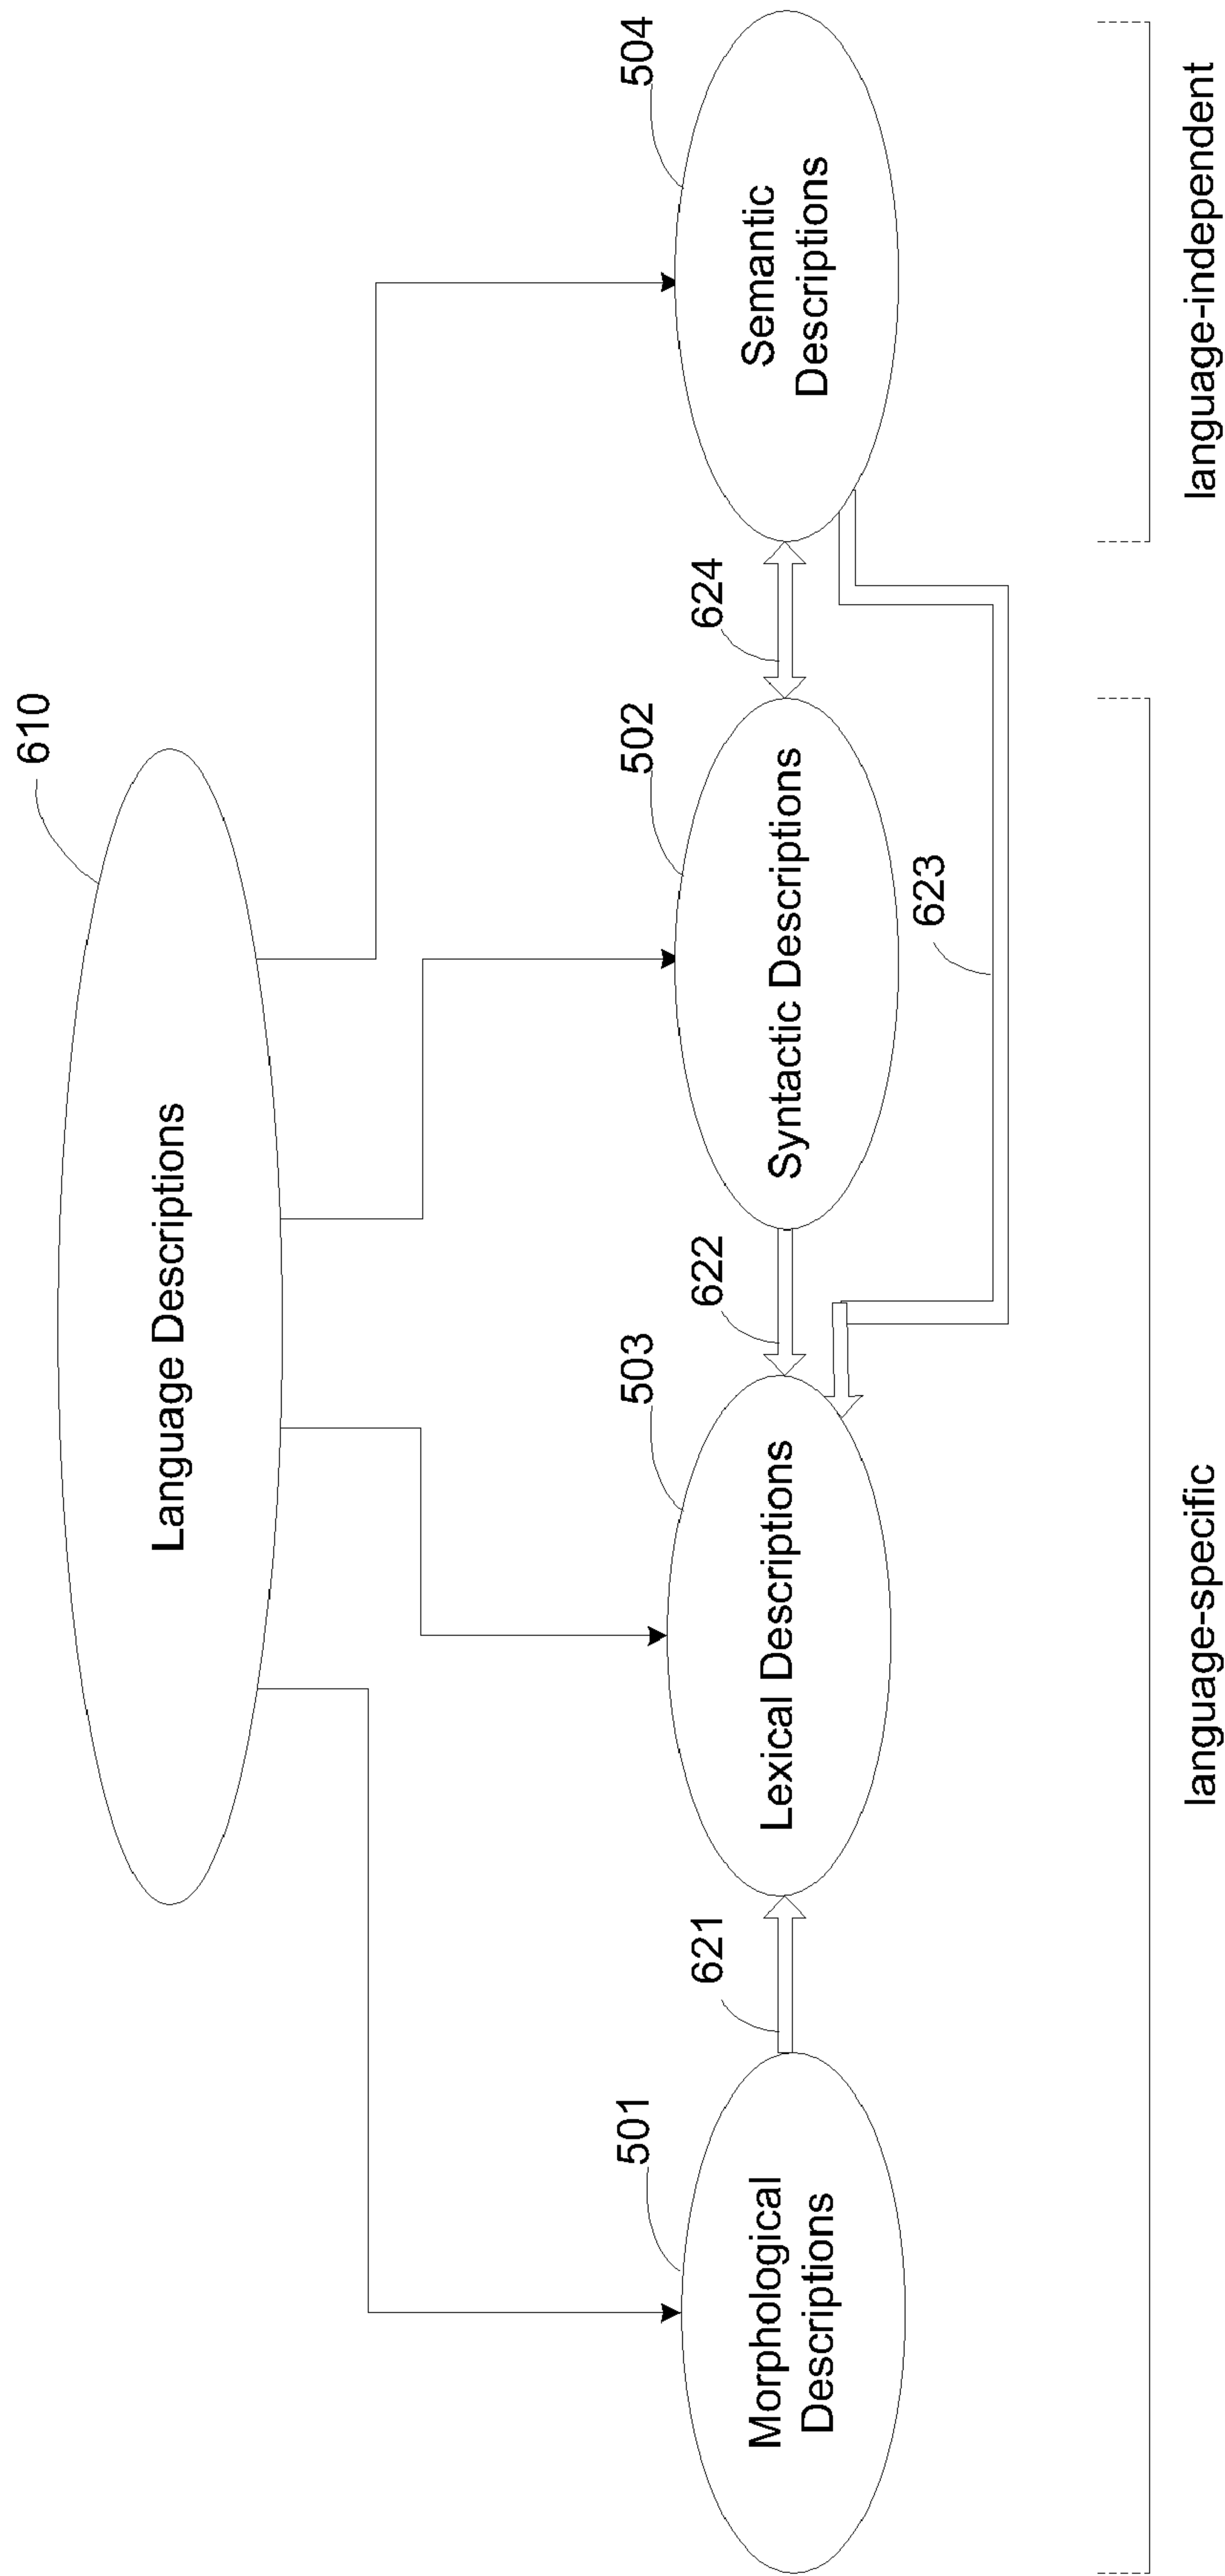 610
Language Descriptions
501
503
502
504
621
622
624
Morphological
Descriptions
Lexical Descriptions
Syntactic Descriptions
Semantic
Descriptions
623
language-specific
language-independent